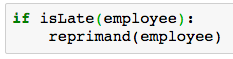 if isLate(employee):
    reprimand(employee)